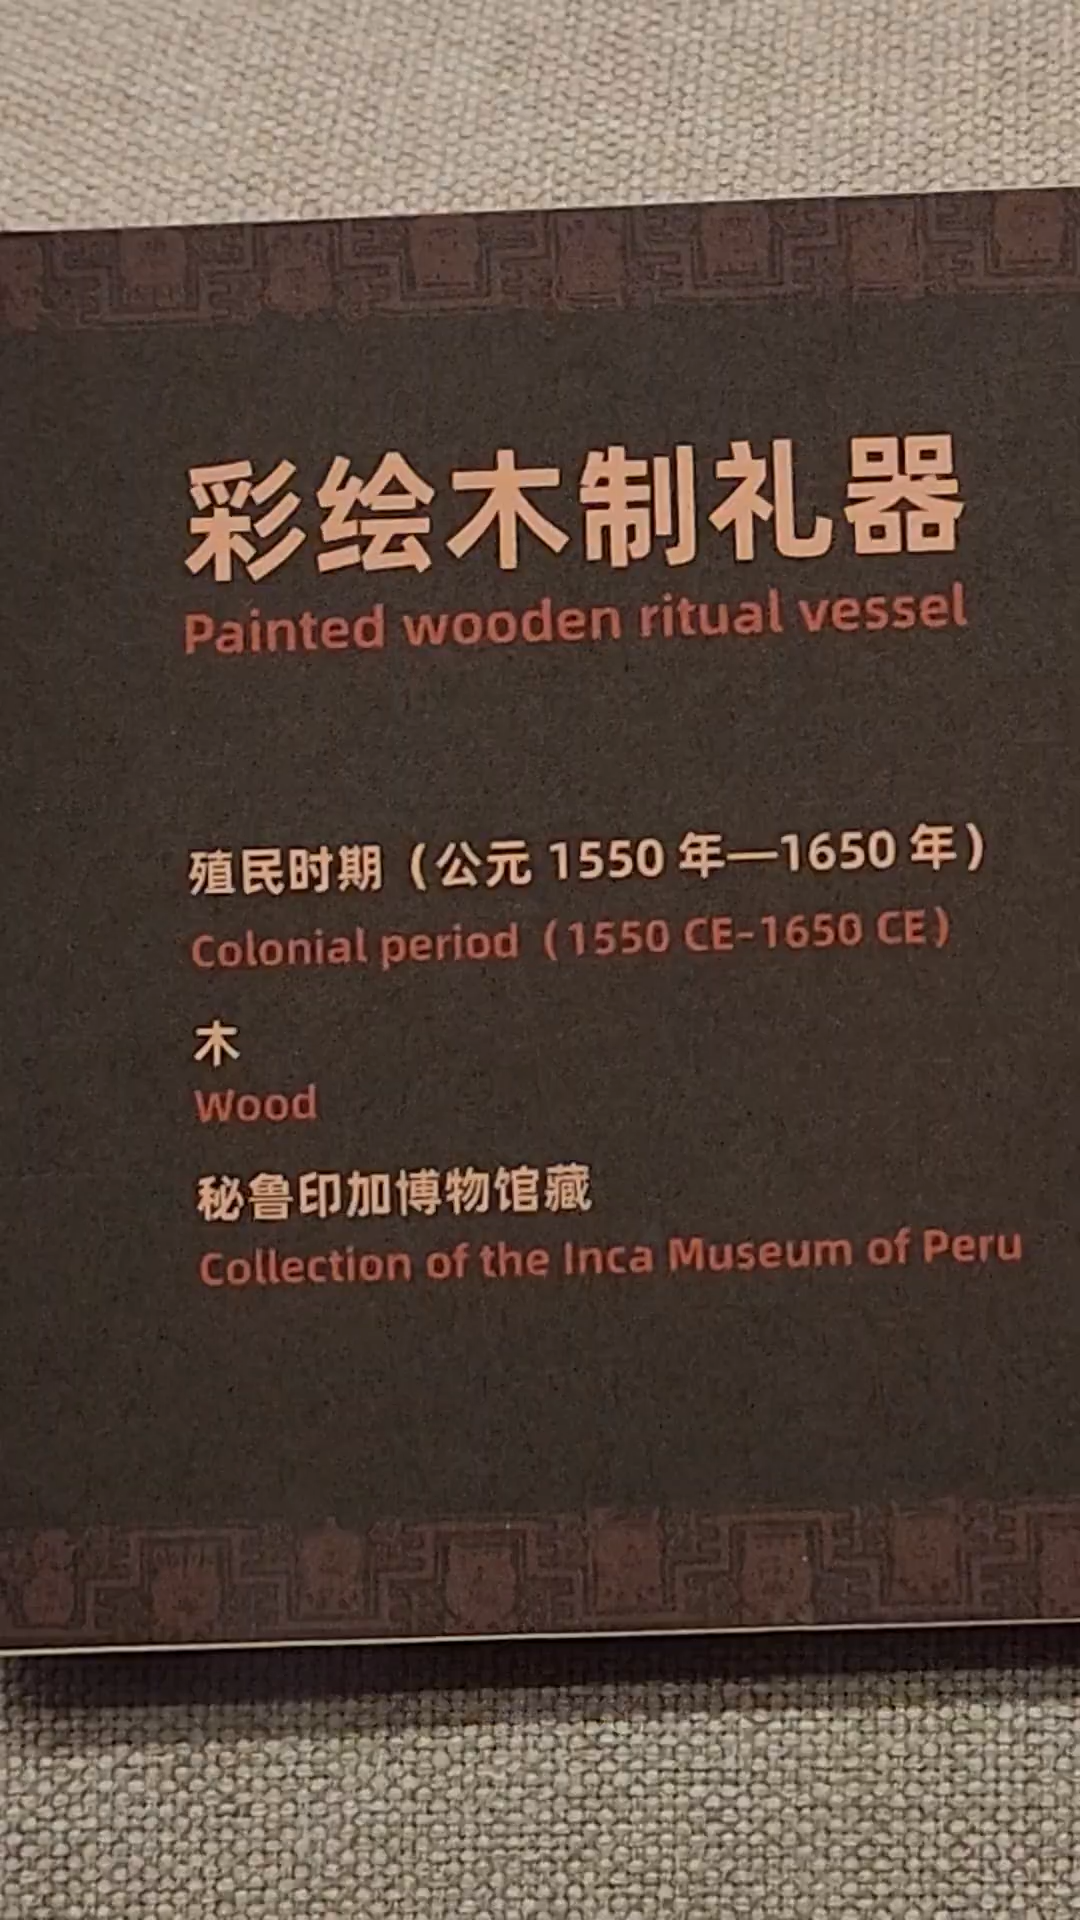 彩绘木制礼器
Painted wooden ritual vessel
殖民时期（公元 1550 年—1650 年）
Colonial period（1550 CE-1650 CE）
木
Wood
秘鲁印加博物馆藏
Collection of the Inca Museum of Peru